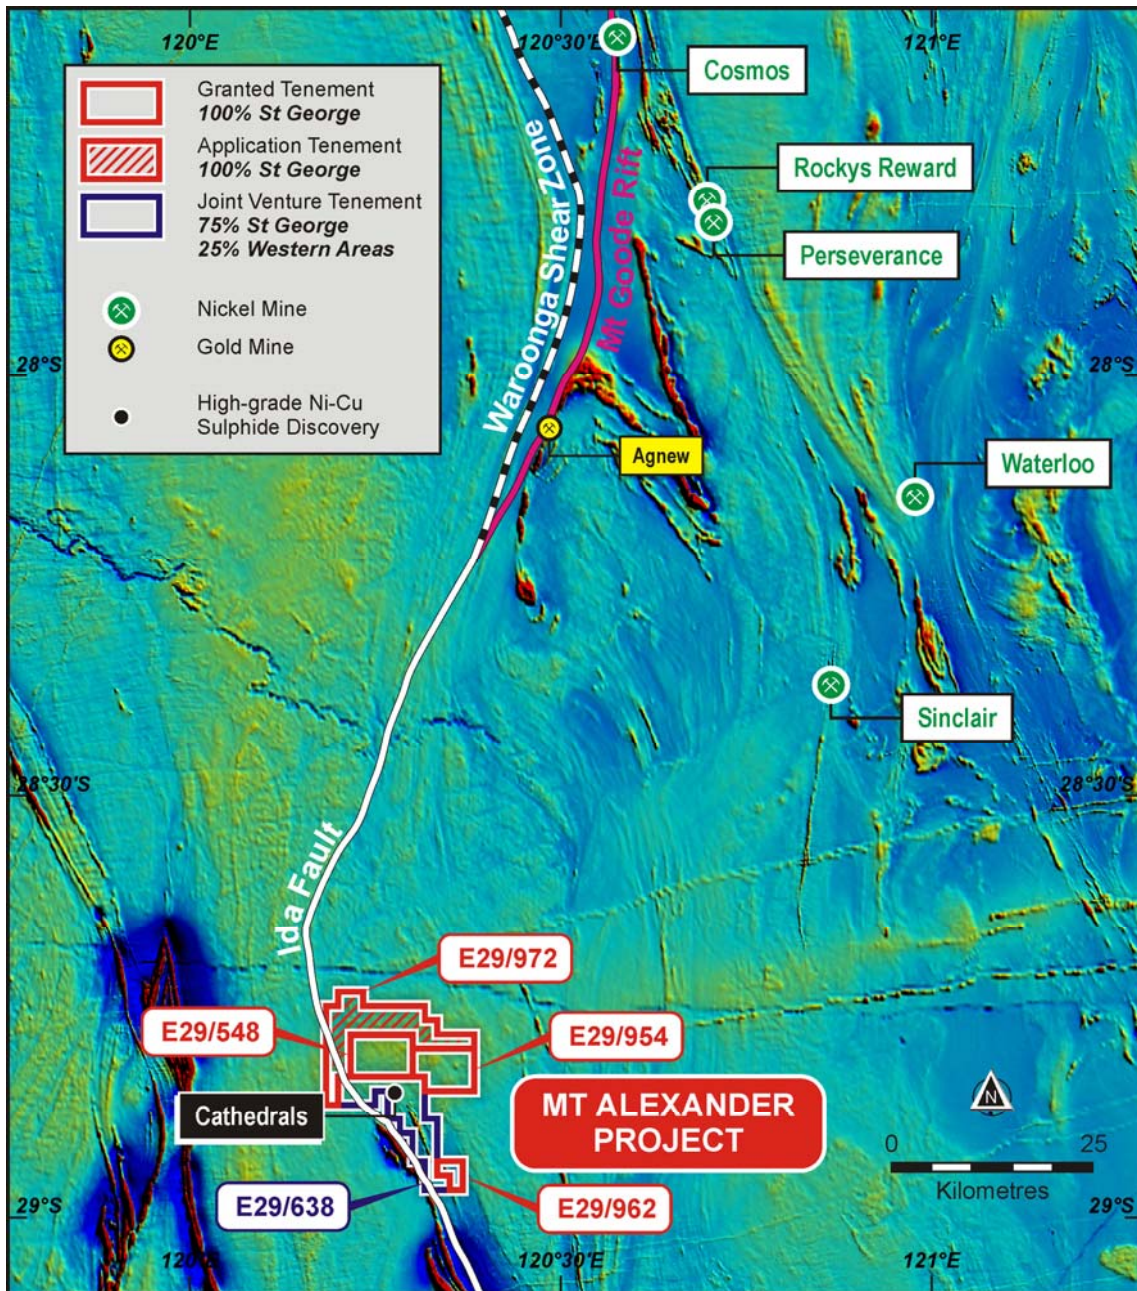 120°E
120°30'E
121°E
Granted Tenement
100% St George
Application Tenement
100% St George
Joint Venture Tenement
75% St George
25% Western Areas
Nickel Mine
Gold Mine
High-grade Ni-Cu
Sulphide Discovery
Cosmos
Rockys Reward
Perseverance
Waroonga Shear Zone
Mt Goode Rift
28°S
28°S
Agnew
Waterloo
Sinclair
28°30'S
28°30'S
Ida Fault
E29/972
E29/548
E29/954
Cathedrals
MT ALEXANDER
PROJECT
N
0
25
Kilometres
E29/638
E29/962
29°S
29°S
120°30'E
121°E